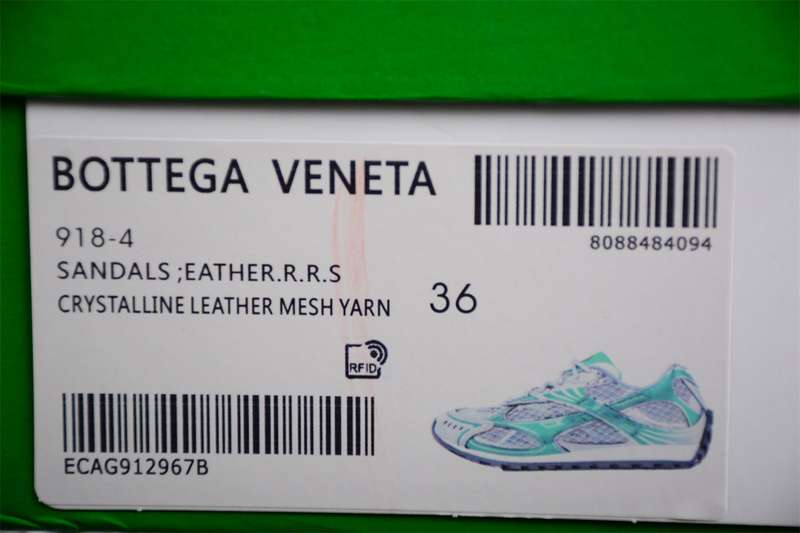 BOTTEGA VENETA
8088484094
918-4
SANDALS ;EATHER.R.R.S
CRYSTALLINE LEATHER MESH YARN
36
RFID
ECAG912967B